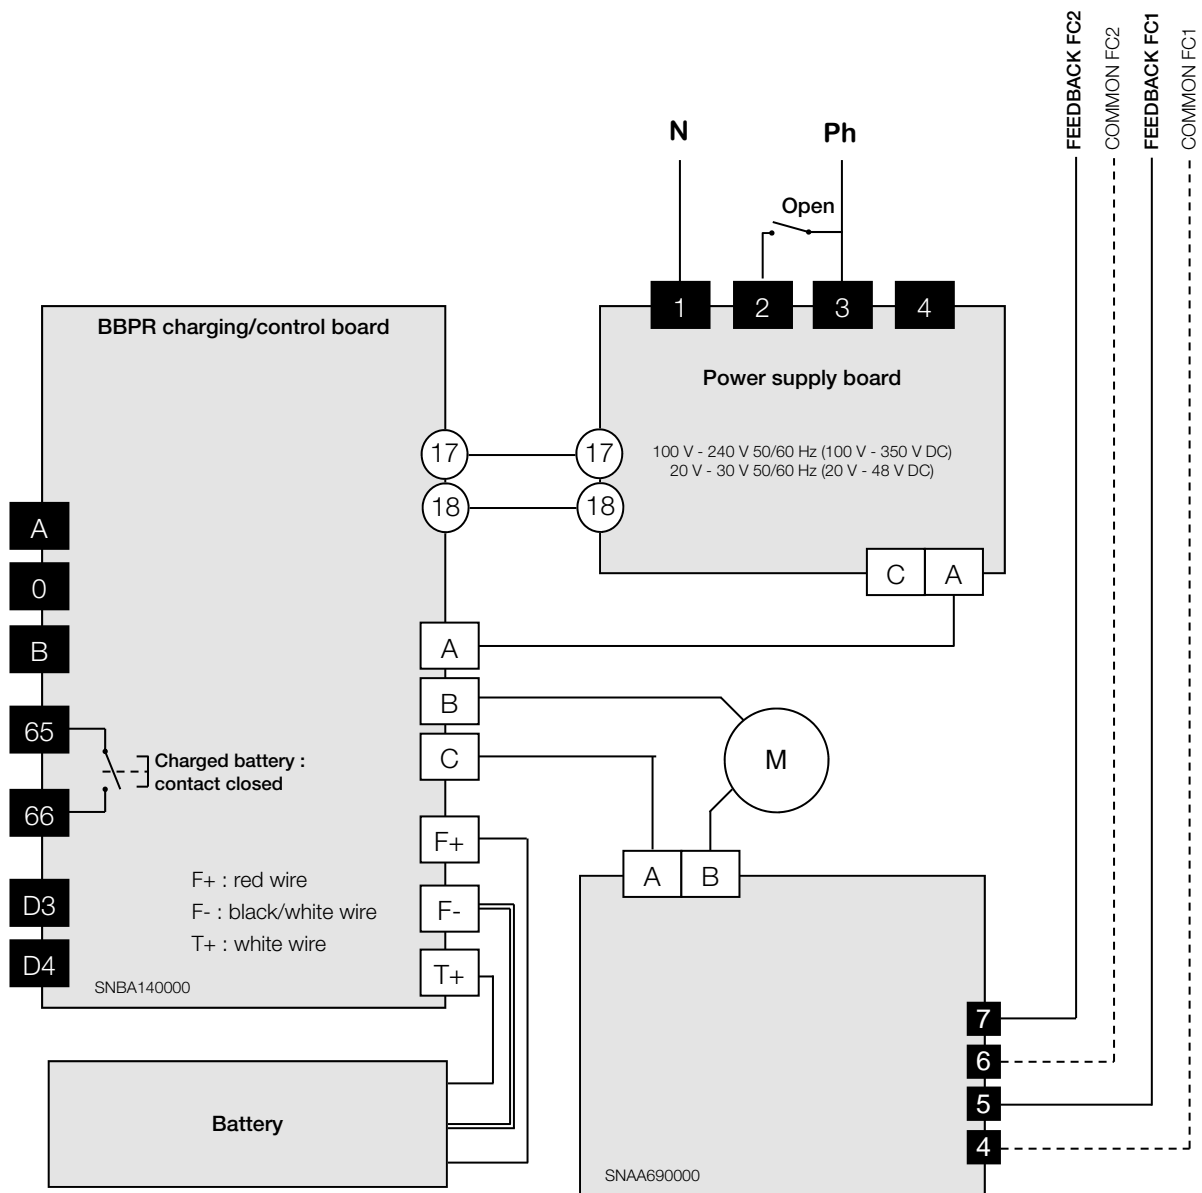 FEEDBACK FC2
COMMON FC2
FEEDBACK FC1
COMMON FC1
N
Ph
Open
1
2
3
4
BBPR charging/control board
Power supply board
100 V - 240 V 50/60 Hz (100 V - 350 V DC)
20 V - 30 V 50/60 Hz (20 V - 48 V DC)
17
17
18
18
A
0
B
C
A
A
B
C
65
66
Charged battery :
contact closed
M
F+
F-
T+
A
B
F+ : red wire
F- : black/white wire
T+ : white wire
D3
D4
SNBA140000
7
6
5
4
Battery
SNAA690000